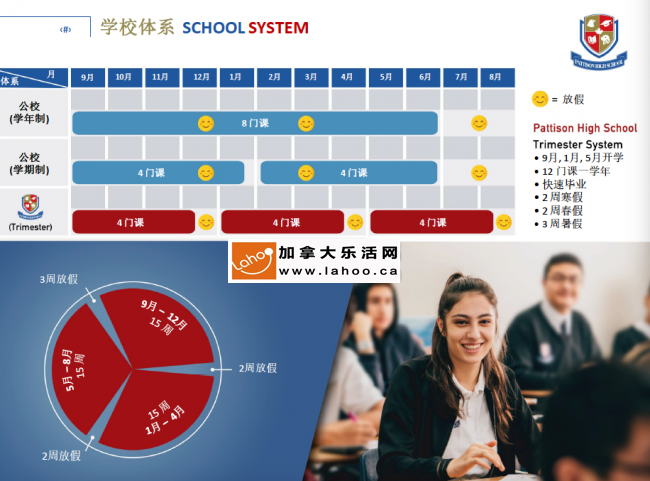 ‹#›
学校体系 SCHOOL SYSTEM
PATTISON HIGH SCHOOL
月
体系
9月 10月 11月 12月 1月 2月 3月 4月 5月 6月 7月 8月
公校
(学年制)
8 门课
公校
(学期制)
4 门课 4 门课
(Trimester)
4 门课 4 门课 4 门课
= 放假
Pattison High School
Trimester System
• 9月, 1月, 5月开学
• 12 门课一学年
• 快速毕业
• 2 周寒假
• 2 周春假
• 3 周暑假
Lahoo
加拿大乐活网
www.lahoo.ca
3周放假
9月 – 12月
15 周
5月 – 8月
15 周
2周放假
15 周
1月 – 4月
2周放假